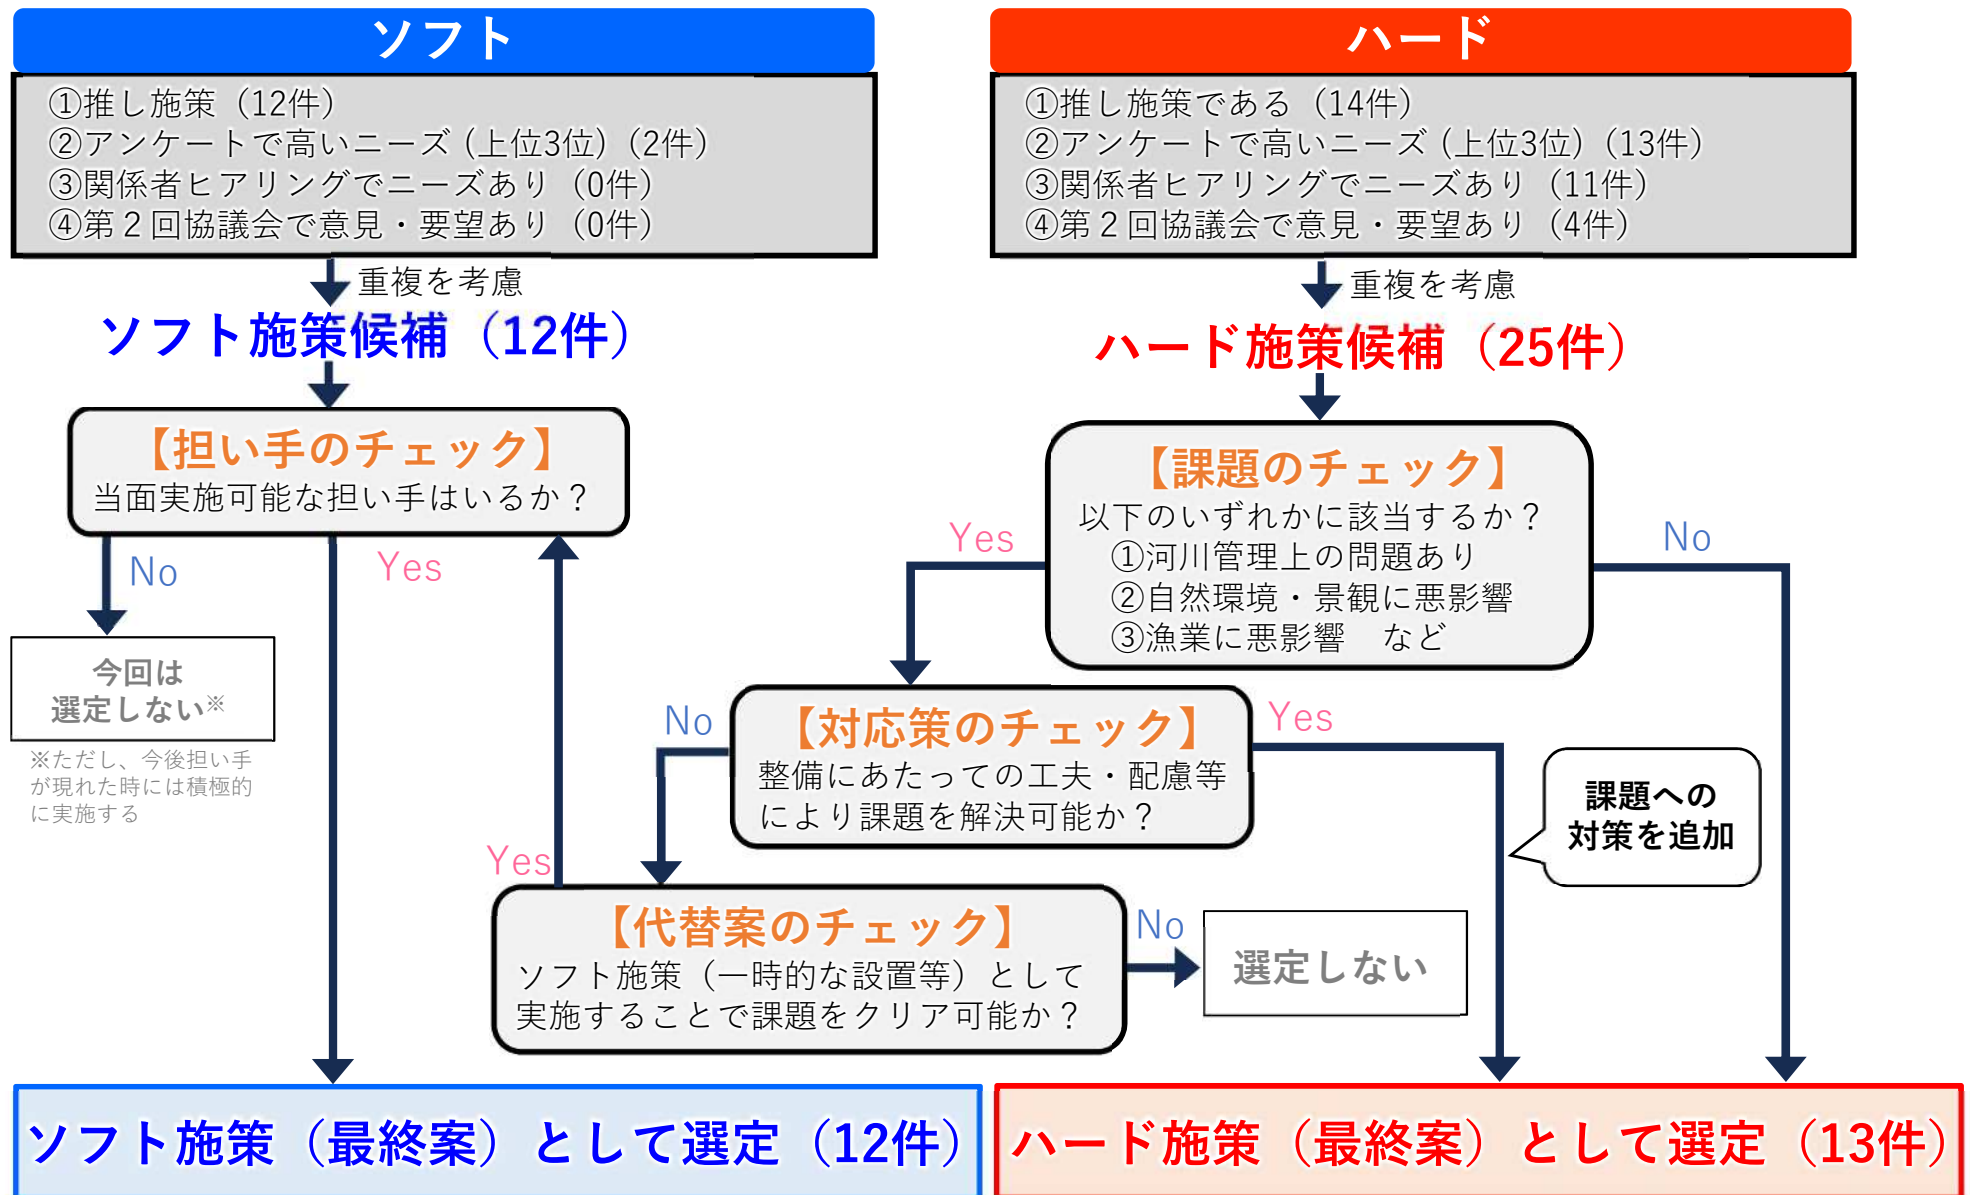 ソフト
①推し施策（12件）
②アンケートで高いニーズ（上位3位）（2件）
③関係者ヒアリングでニーズあり（0件）
④第２回協議会で意見・要望あり（0件）
重複を考慮
ソフト施策候補（12件）
【担い手のチェック】
当面実施可能な担い手はいるか？
No
Yes
今回は
選定しない※
※ただし、今後担い手
が現れた時には積極的
に実施する
ハード
①推し施策である（14件）
②アンケートで高いニーズ（上位3位）（13件）
③関係者ヒアリングでニーズあり（11件）
④第２回協議会で意見・要望あり（4件）
重複を考慮
ハード施策候補（25件）
【課題のチェック】
以下のいずれかに該当するか？
①河川管理上の問題あり
②自然環境・景観に悪影響
③漁業に悪影響　など
Yes
No
【対応策のチェック】
整備にあたっての工夫・配慮等
により課題を解決可能か？
No
Yes
課題への
対策を追加
【代替案のチェック】
ソフト施策（一時的な設置等）として
実施することで課題をクリア可能か？
Yes
No
選定しない
ソフト施策（最終案）として選定（12件）
ハード施策（最終案）として選定（13件）